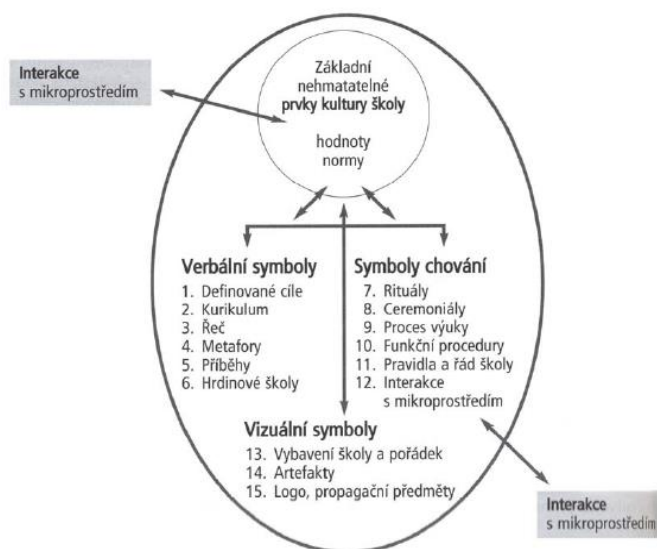 Interakce
s mikroprostředím
Základní
nehmatatelné
prvky kultury školy
hodnoty
normy
Verbální symboly
1. Definované cíle
2. Kurikulum
3. Řeč
4. Metafory
5. Příběhy
6. Hrdinové školy
Symboly chování
7. Rituály
8. Ceremoniály
9. Proces výuky
10. Funkční procedury
11. Pravidla a řád školy
12. Interakce
s mikroprostředím
Vizuální symboly
13. Vybavení školy a pořádek
14. Artefakty
15. Logo, propagační předměty
Interakce
s mikroprostředím